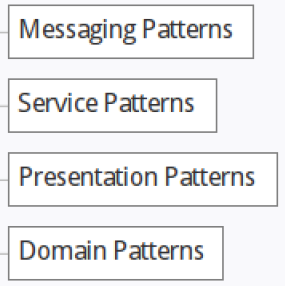 Messaging Patterns
Service Patterns
Presentation Patterns
Domain Patterns